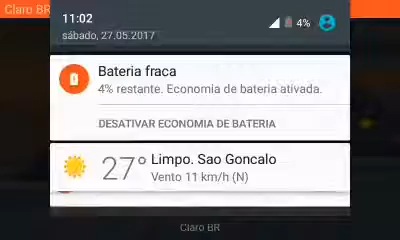 Claro BR
11:02
4%
sábado, 27.05.2017
Bateria fraca
4% restante. Economia de bateria ativada.
DESATIVAR ECONOMIA DE BATERIA
27° Limpo. Sao Goncalo
Vento 11 km/h (N)
Claro BR